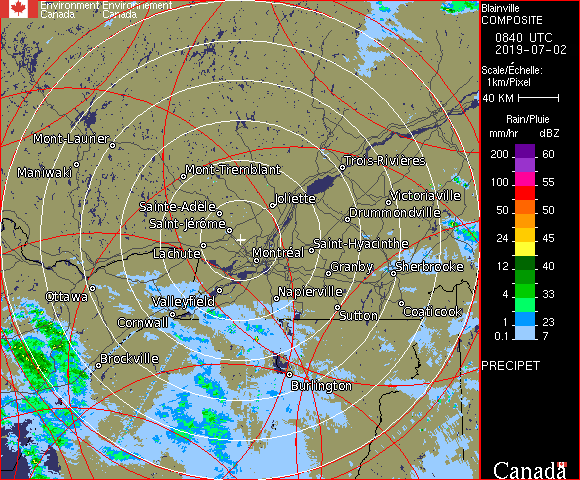 Environment Environnement
Canada Canada
Mont-Laurier
Maniwaki
Mont-Tremblant
Trois-Rivières
Joliette
Victoriaville
Sainte-Adèle
Drummondville
Saint-Jérôme
Saint-Hyacinthe
Lachute
Montréal
Granby
Sherbrooke
Ottawa
Valleyfield
Napierville
Cornwall
Sutton
Coaticook
Brockville
Burlington
Blainville
COMPOSITE
0840 UTC
2019-07-02
Scale/Échelle:
1km/Pixel
40 KM
Rain/Pluie
mm/hr dBZ
200 60
100 55
50 50
24 45
12 40
4 33
1 23
0.1 7
PRECIPET
Canada